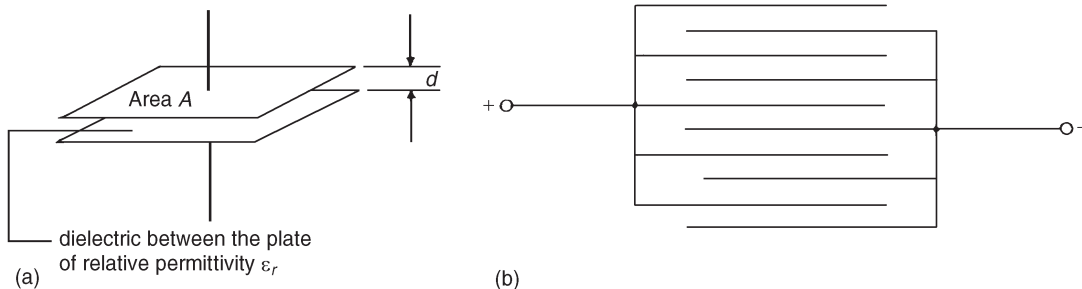 Area A
d
dielectric between the plate
of relative permittivity εr
(a)
+
−
(b)